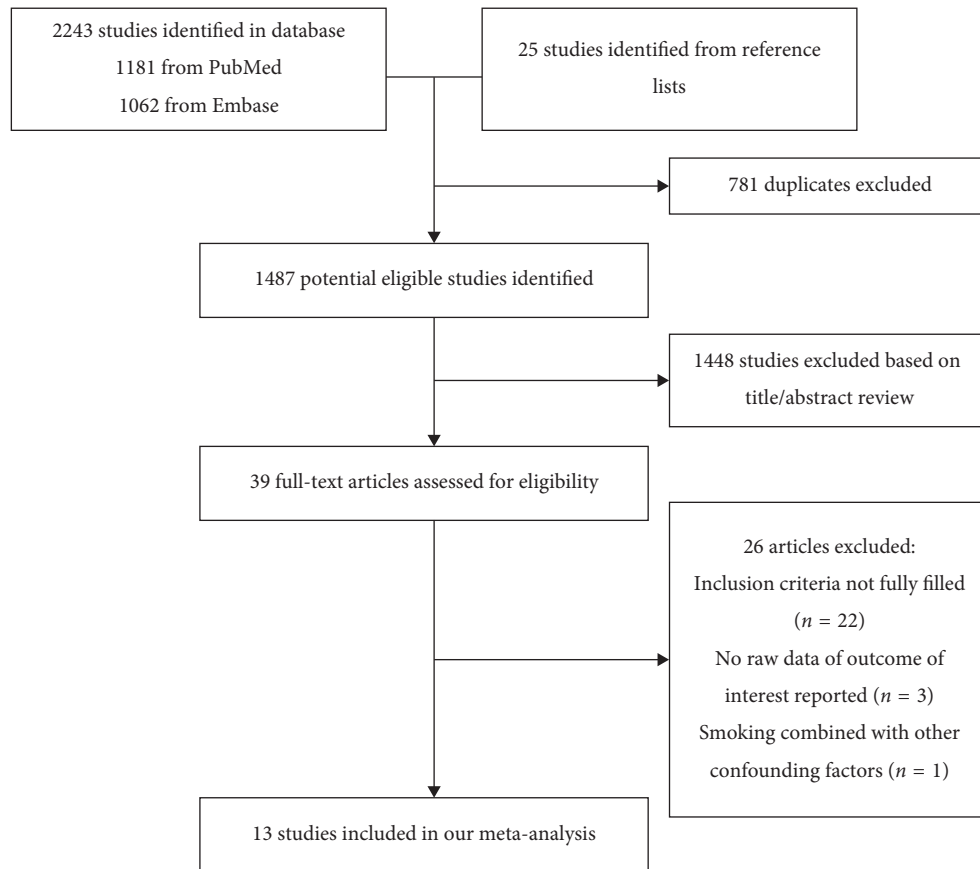 2243 studies identified in database
1181 from PubMed
1062 from Embase
25 studies identified from reference
lists
781 duplicates excluded
1487 potential eligible studies identified
1448 studies excluded based on
title/abstract review
39 full-text articles assessed for eligibility
26 articles excluded:
Inclusion criteria not fully filled
(n = 22)
No raw data of outcome of
interest reported (n = 3)
Smoking combined with other
confounding factors (n = 1)
13 studies included in our meta-analysis